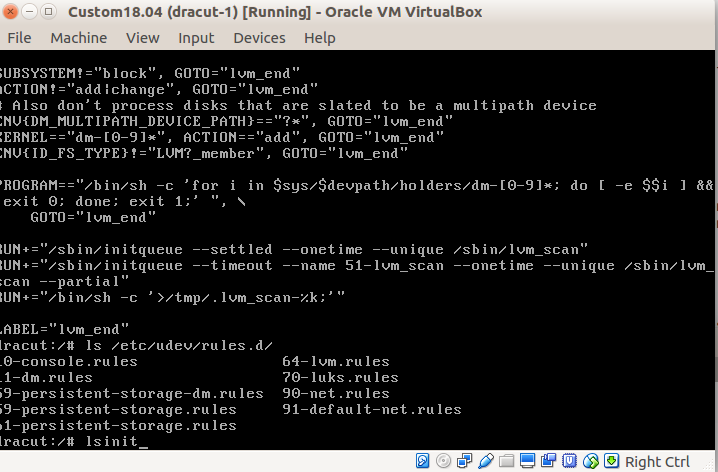 Custom18.04 (dracut-1) [Running] - Oracle VM VirtualBox
File Machine View Input Devices Help
SUBSYSTEM!="block", GOTO="lvm_end"
ACTION!="add|change", GOTO="lvm_end"
# Also don't process disks that are slated to be a multipath device
ENV{DM_MULTIPATH_DEVICE_PATH}=="?*", GOTO="lvm_end"
KERNEL=="dm-[0-9]*", ACTION=="add", GOTO="lvm_end"
ENV{ID_FS_TYPE}!="LVM?_member", GOTO="lvm_end"
PROGRAM=="/bin/sh -c 'for i in $sys/$devpath/holders/dm-[0-9]*; do [ -e $$i ] &&
exit 0; done; exit 1;' ", \
GOTO="lvm_end"
RUN+="/sbin/initqueue --settled --onetime --unique /sbin/lvm_scan"
RUN+="/sbin/initqueue --timeout --name 51-lvm_scan --onetime --unique /sbin/lvm_
scan --partial"
RUN+="/bin/sh -c '>/tmp/.lvm_scan-%k;'"
LABEL="lvm_end"
dracut:/# ls /etc/udev/rules.d/
10-console.rules 64-lvm.rules
11-dm.rules 70-luks.rules
59-persistent-storage-dm.rules 90-net.rules
59-persistent-storage.rules 91-default-net.rules
61-persistent-storage.rules
dracut:/# lsinit_
Right Ctrl